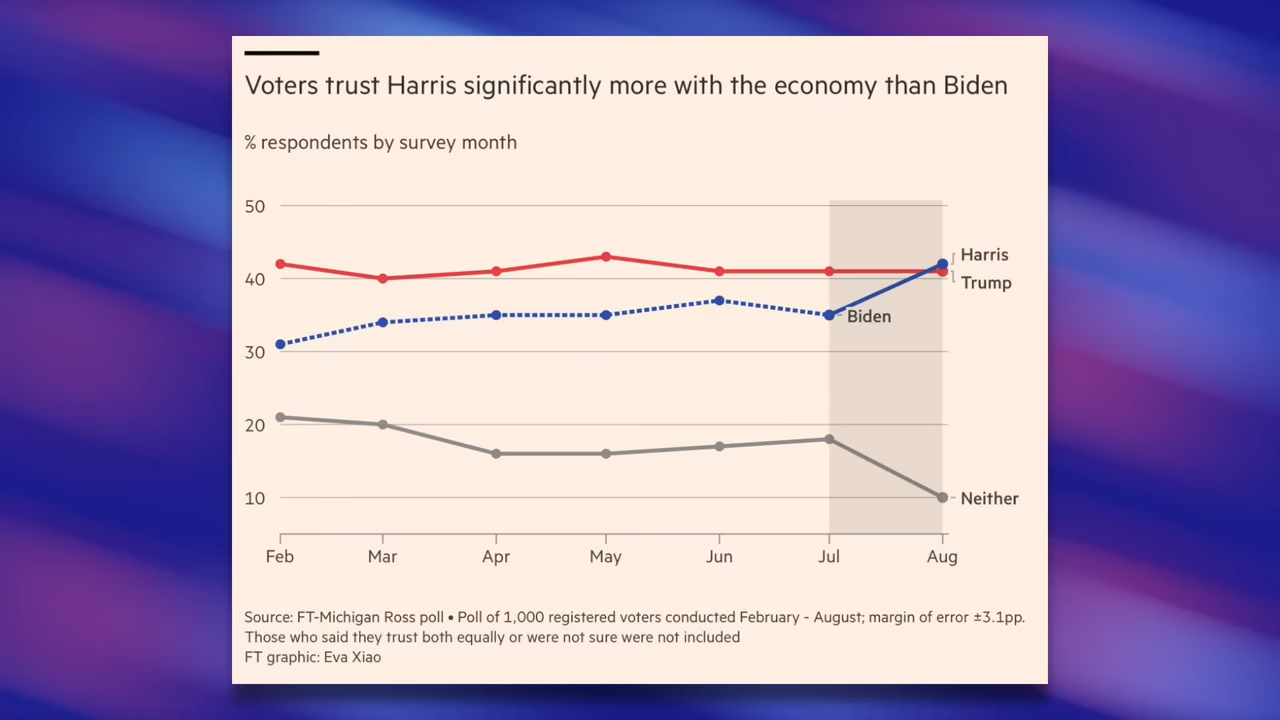 Voters trust Harris significantly more with the economy than Biden
% respondents by survey month
50
40
30
20
10
Harris
Trump
Biden
Neither
Feb Mar Apr May Jun Jul Aug
Source: FT-Michigan Ross poll • Poll of 1,000 registered voters conducted February - August; margin of error ±3.1pp.
Those who said they trust both equally or were not sure were not included
FT graphic: Eva Xiao